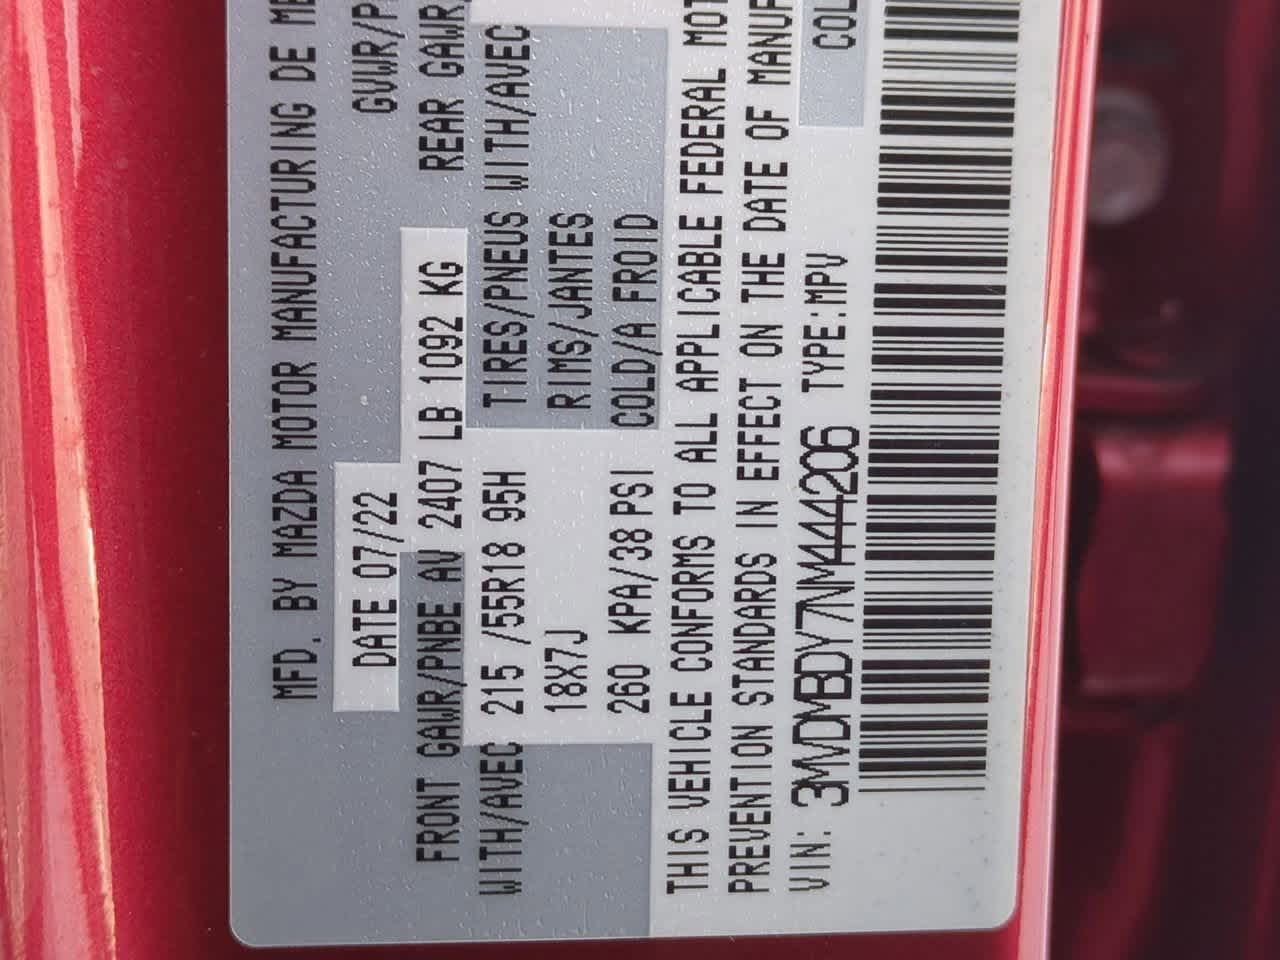 MFD. BY MAZDA MOTOR MANUFACTURING DE ME
DATE 07/22 GVWR/P
FRONT GAWR/PNBE AV 2407 LB 1092 KG REAR GAWR/
WITH/AVEC 215 /55R18 95H TIRES/PNEUS WITH/AVEC
18X7J RIMS/JANTES
260 KPA/38 PSI COLD/A FROID
THIS VEHICLE CONFORMS TO ALL APPLICABLE FEDERAL MOT
PREVENTION STANDARDS IN EFFECT ON THE DATE OF MANUF
VIN: 3MVDMBDY7NM444206 TYPE:MPV COL